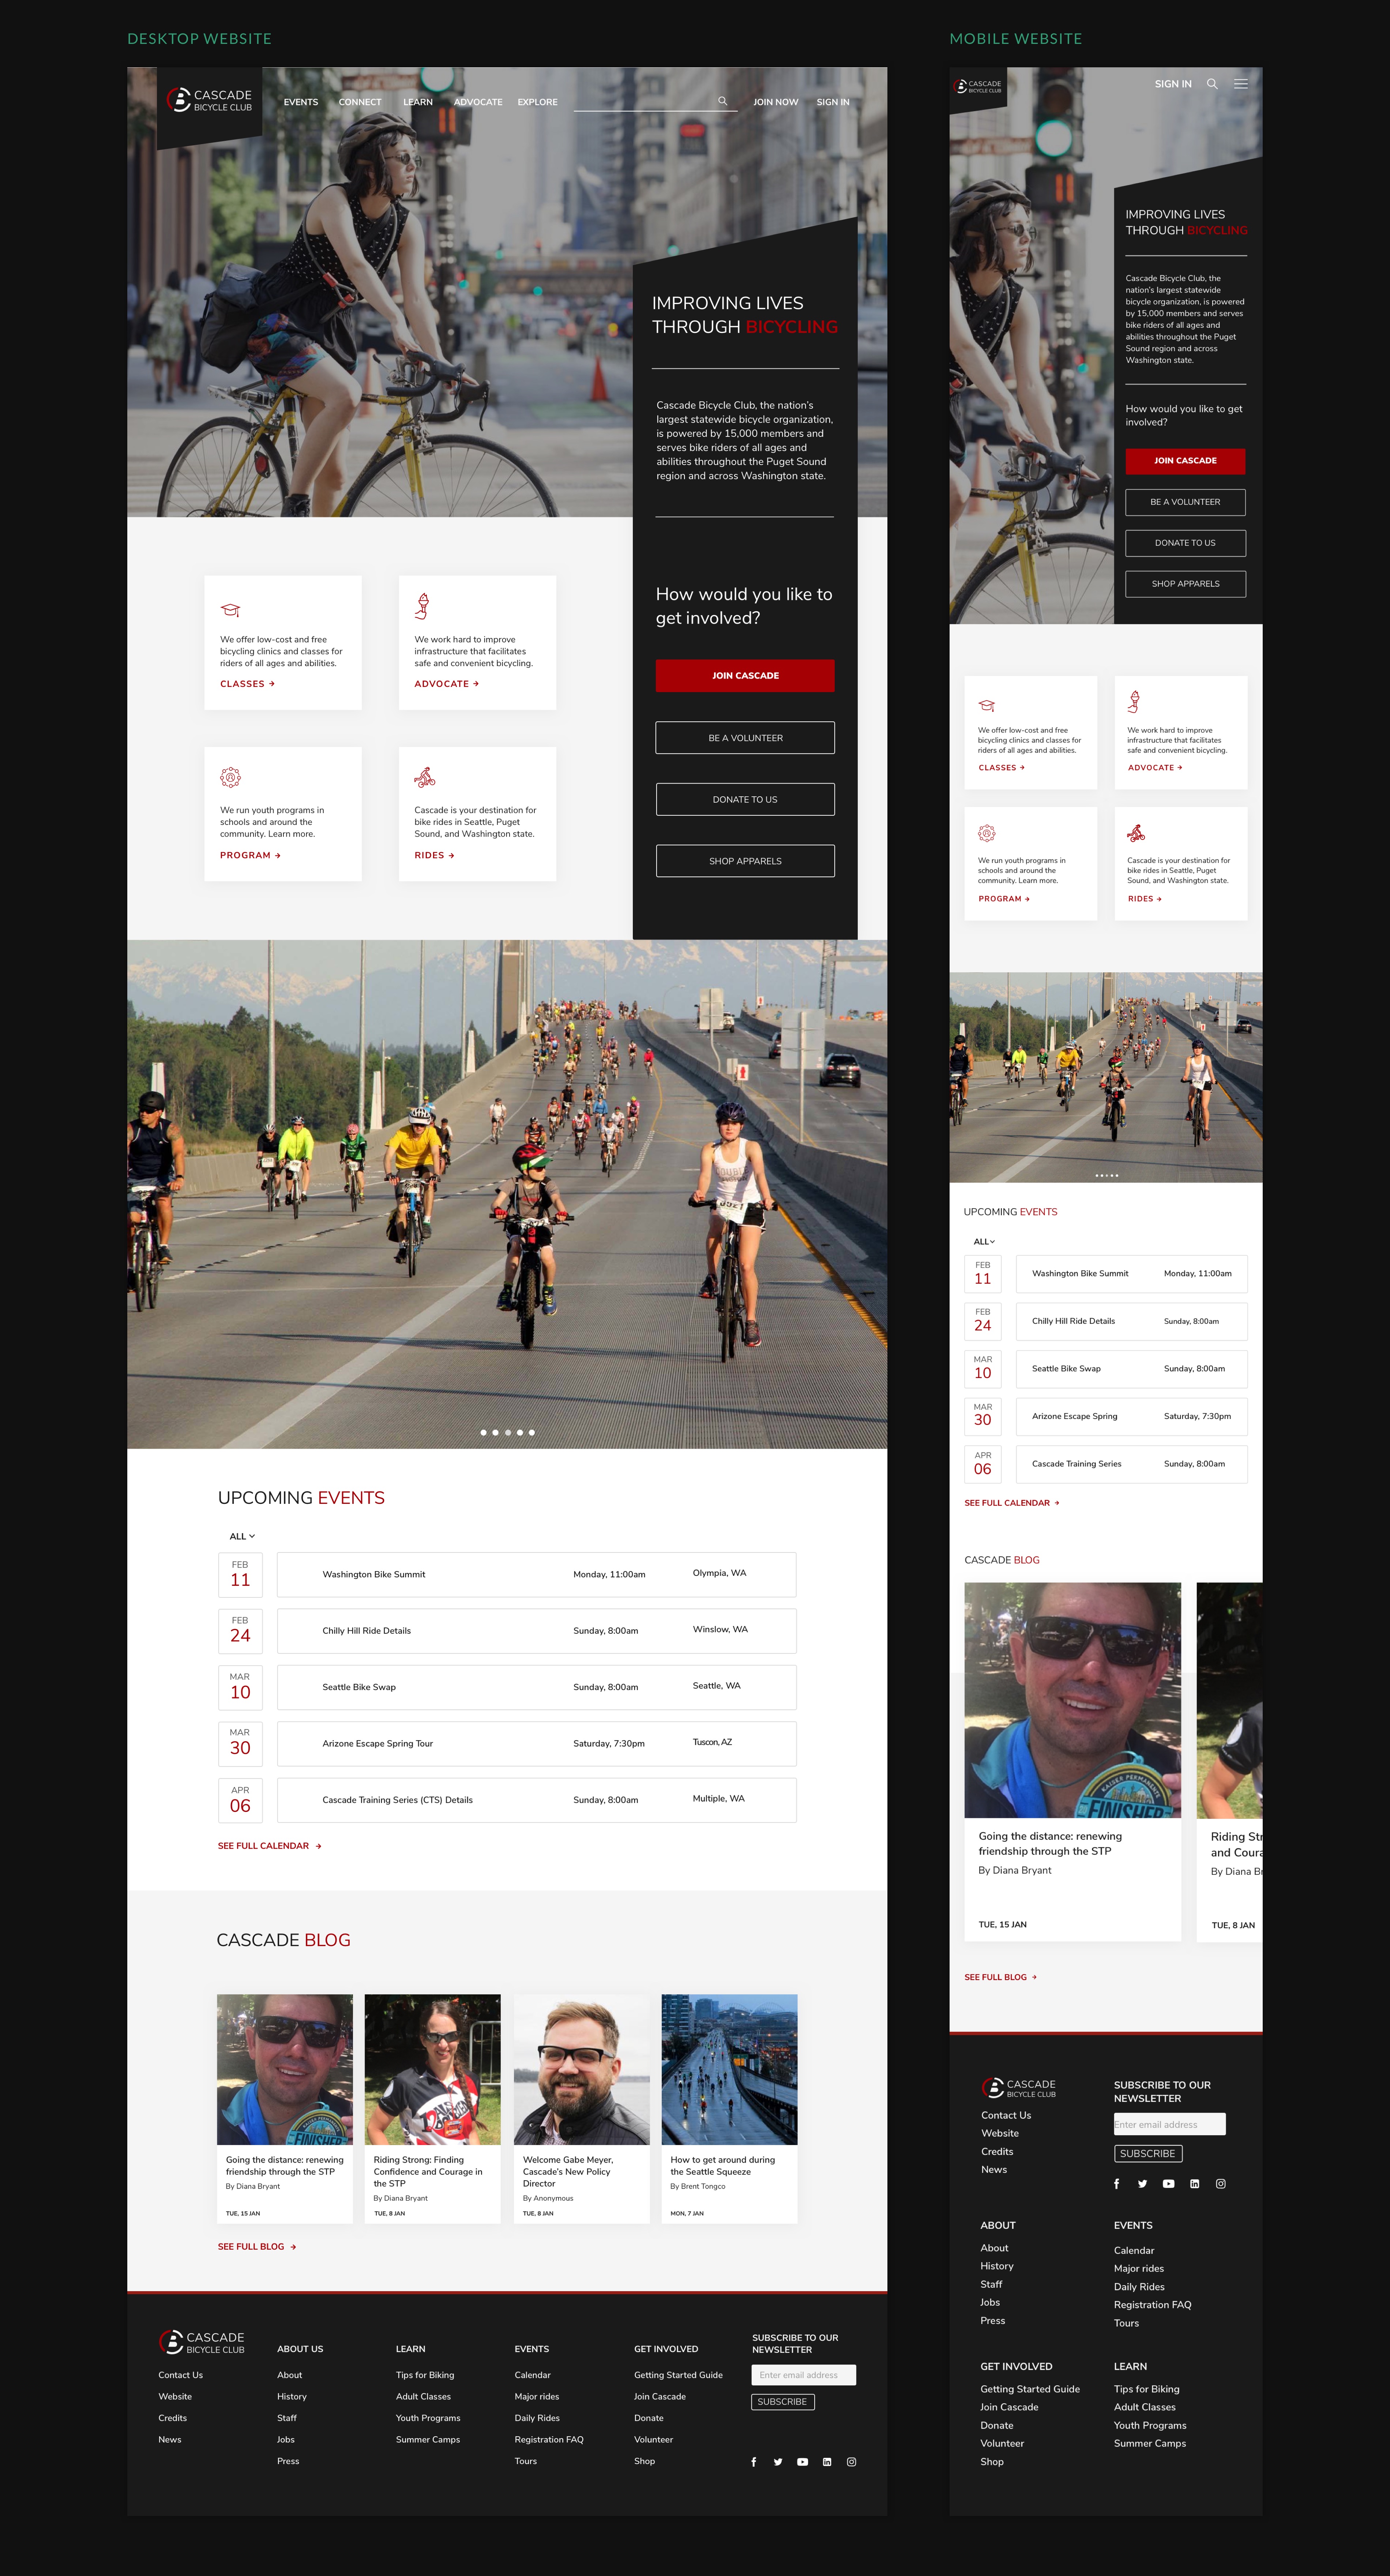 DESKTOP WEBSITE
CASCADE
BICYCLE CLUB
EVENTS CONNECT LEARN ADVOCATE EXPLORE JOIN NOW SIGN IN
IMPROVING LIVES
THROUGH BICYCLING
Cascade Bicycle Club, the nation's
largest statewide bicycle organization,
is powered by 15,000 members and
serves bike riders of all ages and
abilities throughout the Puget Sound
region and across Washington state.
How would you like to
get involved?
JOIN CASCADE
BE A VOLUNTEER
DONATE TO US
SHOP APPARELS
We offer low-cost and free
bicycling clinics and classes for
riders of all ages and abilities.
CLASSES
We work hard to improve
infrastructure that facilitates
safe and convenient bicycling.
ADVOCATE
We run youth programs in
schools and around the
community. Learn more.
PROGRAM
Cascade is your destination for
bike rides in Seattle, Puget
Sound, and Washington state.
RIDES
UPCOMING EVENTS
ALL
FEB
11
Washington Bike Summit Monday, 11:00am Olympia, WA
FEB
24
Chilly Hill Ride Details Sunday, 8:00am Winslow, WA
MAR
10
Seattle Bike Swap Sunday, 8:00am Seattle, WA
MAR
30
Arizone Escape Spring Tour Saturday, 7:30pm Tuscon, AZ
APR
06
Cascade Training Series (CTS) Details Sunday, 8:00am Multiple, WA
SEE FULL CALENDAR
CASCADE BLOG
FINISHER
Going the distance: renewing
friendship through the STP
By Diana Bryant
TUE, 15 JAN
Riding Strong: Finding
Confidence and Courage in
the STP
By Diana Bryant
TUE, 8 JAN
Welcome Gabe Meyer,
Cascade's New Policy
Director
By Anonymous
TUE, 8 JAN
How to get around during
the Seattle Squeeze
By Brent Tongco
MON, 7 JAN
SEE FULL BLOG
CASCADE
BICYCLE CLUB
Contact Us
Website
Credits
News
ABOUT US
About
History
Staff
Jobs
Press
LEARN
Tips for Biking
Adult Classes
Youth Programs
Summer Camps
EVENTS
Calendar
Major rides
Daily Rides
Registration FAQ
Tours
GET INVOLVED
Getting Started Guide
Join Cascade
Donate
Volunteer
Shop
SUBSCRIBE TO OUR
NEWSLETTER
Enter email address
SUBSCRIBE
MOBILE WEBSITE
CASCADE
BICYCLE CLUB
SIGN IN
IMPROVING LIVES
THROUGH BICYCLING
Cascade Bicycle Club, the
nation's largest statewide
bicycle organization, is powered
by 15,000 members and serves
bike riders of all ages and
abilities throughout the Puget
Sound region and across
Washington state.
How would you like to get
involved?
JOIN CASCADE
BE A VOLUNTEER
DONATE TO US
SHOP APPARELS
We offer low-cost and free
bicycling clinics and classes for
riders of all ages and abilities.
CLASSES
We work hard to improve
infrastructure that facilitates
safe and convenient bicycling.
ADVOCATE
We run youth programs in
schools and around the
community. Learn more.
PROGRAM
Cascade is your destination for
bike rides in Seattle, Puget
Sound, and Washington state.
RIDES
UPCOMING EVENTS
ALL
FEB
11
Washington Bike Summit Monday, 11:00am
FEB
24
Chilly Hill Ride Details Sunday, 8:00am
MAR
10
Seattle Bike Swap Sunday, 8:00am
MAR
30
Arizone Escape Spring Saturday, 7:30pm
APR
06
Cascade Training Series Sunday, 8:00am
SEE FULL CALENDAR
CASCADE BLOG
KAISER PERMANENTE
FINISHER
Going the distance: renewing
friendship through the STP
By Diana Bryant
TUE, 15 JAN
Riding Str
and Coura
By Diana Br
TUE, 8 JAN
SEE FULL BLOG
CASCADE
BICYCLE CLUB
Contact Us
Website
Credits
News
SUBSCRIBE TO OUR
NEWSLETTER
Enter email address
SUBSCRIBE
ABOUT
About
History
Staff
Jobs
Press
EVENTS
Calendar
Major rides
Daily Rides
Registration FAQ
Tours
GET INVOLVED
Getting Started Guide
Join Cascade
Donate
Volunteer
Shop
LEARN
Tips for Biking
Adult Classes
Youth Programs
Summer Camps